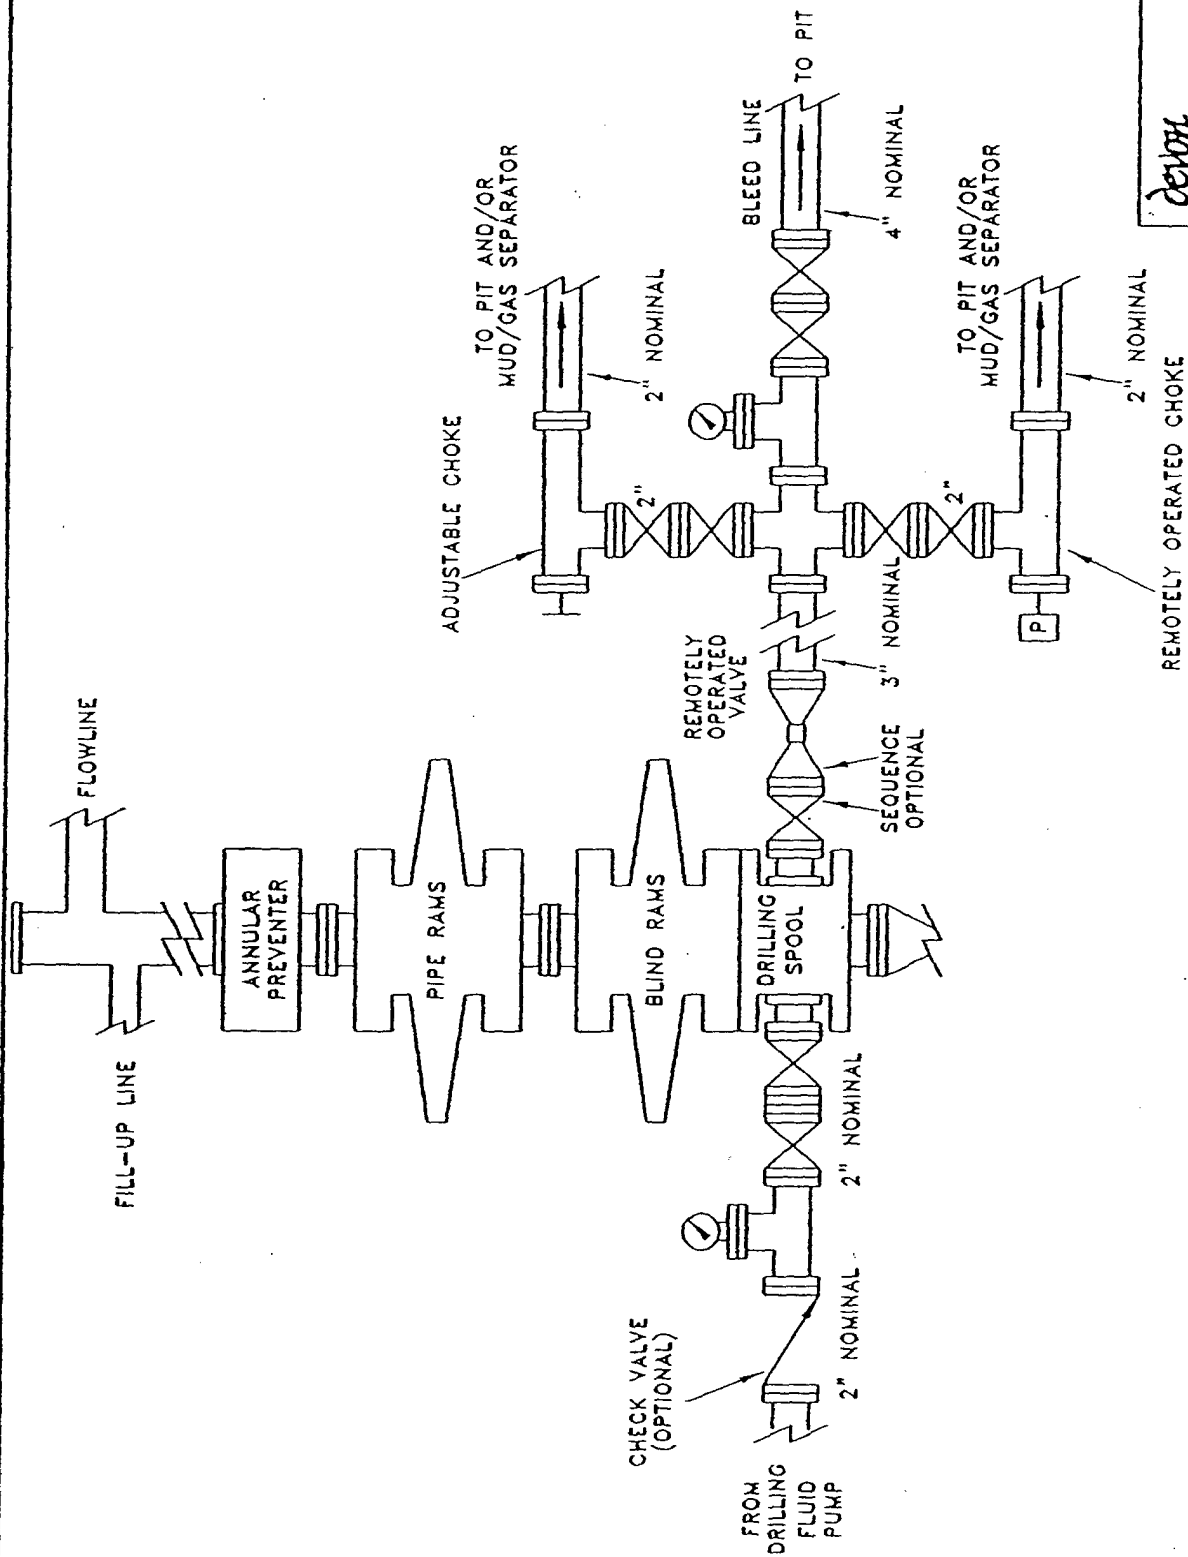 FLOWLINE
FILL-UP LINE
ANNULAR
PREVENTER
PIPE RAMS
BLIND RAMS
DRILLING
SPOOL
ADJUSTABLE CHOKE
TO PIT AND/OR
MUD/GAS SEPARATOR
2" NOMINAL
2"
BLEED LINE
TO PIT
4" NOMINAL
REMOTELY
OPERATED
VALVE
3" NOMINAL
SEQUENCE
OPTIONAL
2"
TO PIT AND/OR
MUD/GAS SEPARATOR
2" NOMINAL
P
REMOTELY OPERATED CHOKE
CHECK VALVE
(OPTIONAL)
2" NOMINAL
2" NOMINAL
FROM
DRILLING
FLUID
PUMP
devon